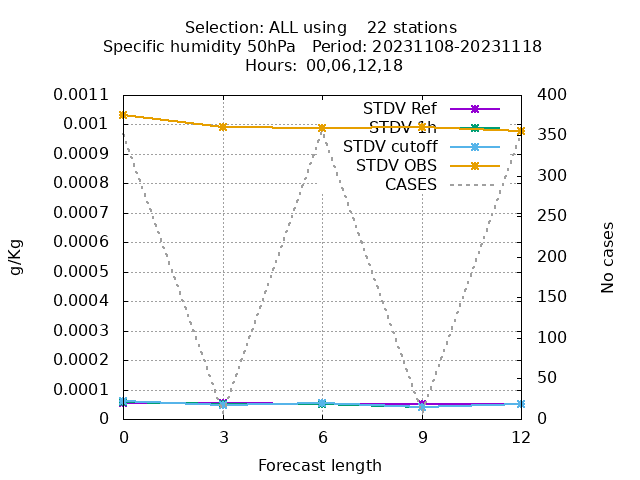 Selection: ALL using    22 stations
Specific humidity 50hPa   Period: 20231108-20231118
Hours:  00,06,12,18
0.0011
0.001
0.0009
0.0008
0.0007
0.0006
0.0005
0.0004
0.0003
0.0002
0.0001
0
400
350
300
250
200
150
100
50
0
STDV Ref
STDV 1h
STDV cutoff
STDV OBS
CASES
g/Kg
No cases
0
3
6
9
12
Forecast length